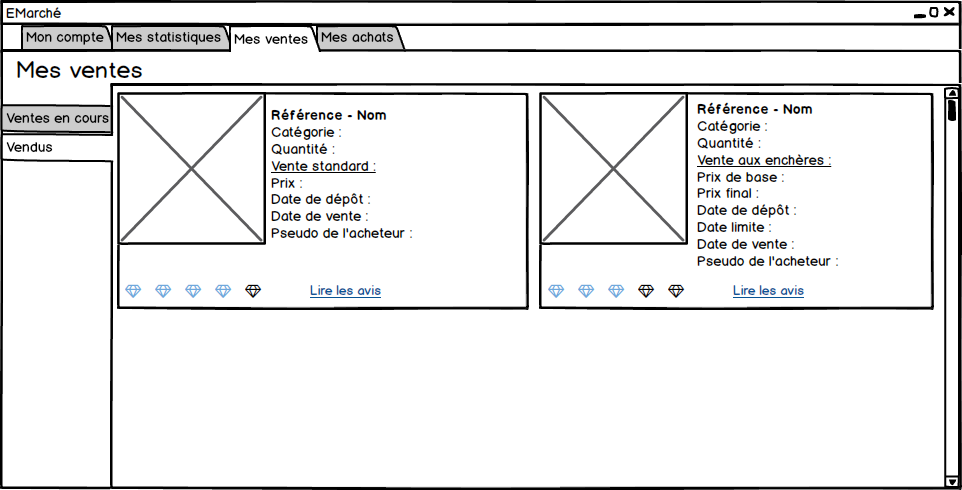 EMarché
Mon compte
Mes statistiques
Mes ventes
Mes achats
Mes ventes
Ventes en cours
Vendus
Référence - Nom
Catégorie :
Quantité :
Vente standard :
Prix :
Date de dépôt :
Date de vente :
Pseudo de l'acheteur :
Lire les avis
Référence - Nom
Catégorie :
Quantité :
Vente aux enchères :
Prix de base :
Prix final :
Date de dépôt :
Date limite :
Date de vente :
Pseudo de l'acheteur :
Lire les avis